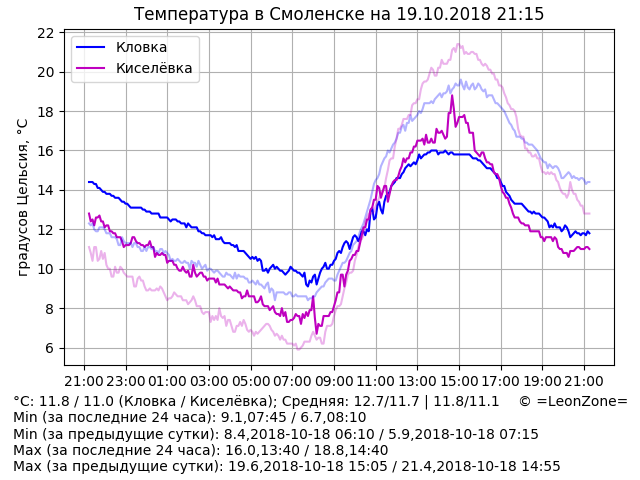 Температура в Смоленске на 19.10.2018 21:15
градусов Цельсия, °C
22
20
18
16
14
12
10
8
6
Кловка
Киселёвка
21:00 23:00 01:00 03:00 05:00 07:00 09:00 11:00 13:00 15:00 17:00 19:00 21:00
°C: 11.8 / 11.0 (Кловка / Киселёвка); Средняя: 12.7/11.7 | 11.8/11.1 © =LeonZone=
Min (за последние 24 часа): 9.1,07:45 / 6.7,08:10
Min (за предыдущие сутки): 8.4,2018-10-18 06:10 / 5.9,2018-10-18 07:15
Max (за последние 24 часа): 16.0,13:40 / 18.8,14:40
Max (за предыдущие сутки): 19.6,2018-10-18 15:05 / 21.4,2018-10-18 14:55